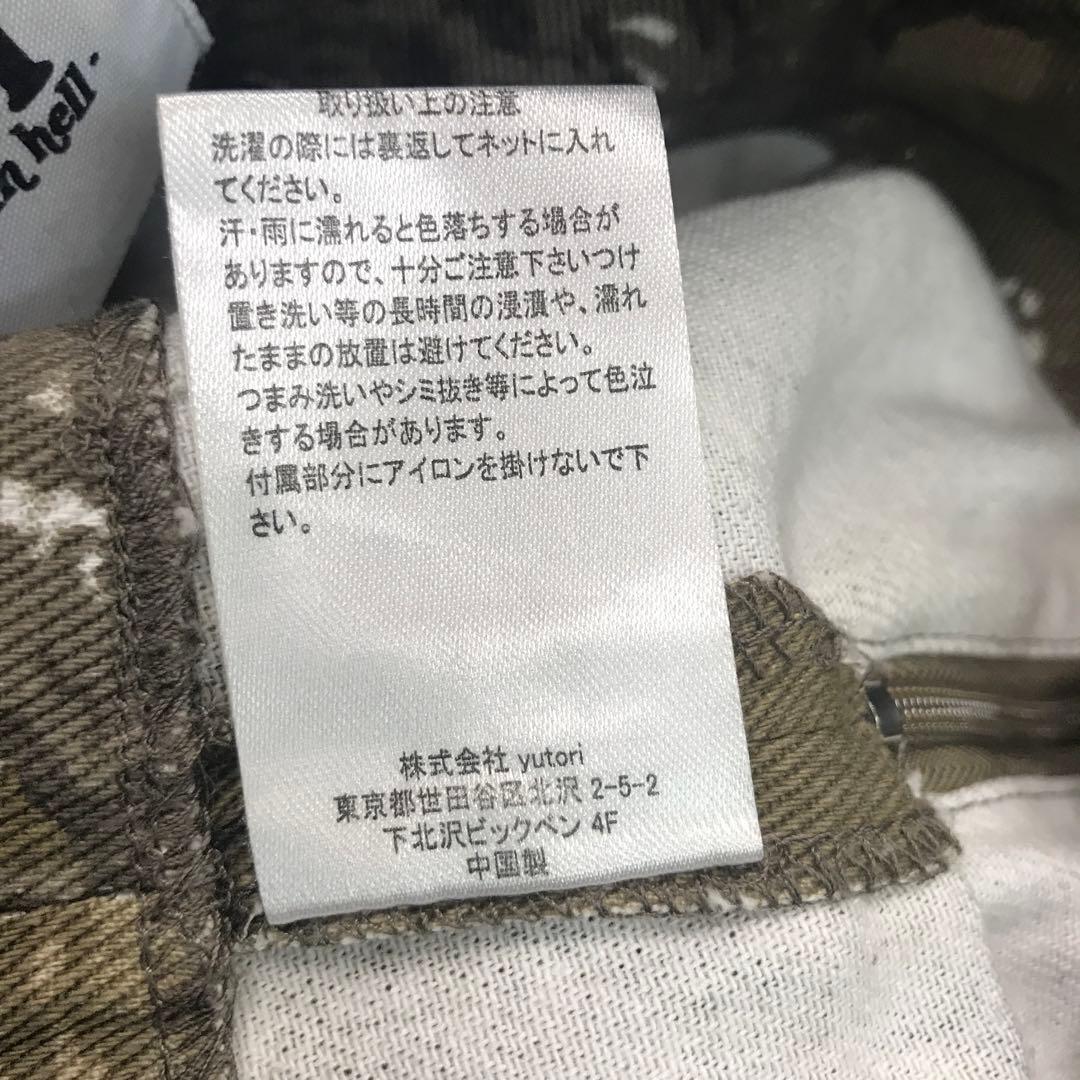 hell
取り扱い上の注意
洗濯の際には裏返してネットに入れ
てください。
汗・雨に濡れると色落ちする場合が
ありますので、十分ご注意下さいつけ
置き洗い等の長時間の浸漬や、濡れ
たままの放置は避けてください。
つまみ洗いやシミ抜き等によって色泣
きする場合があります。
付属部分にアイロンを掛けないで下
さい。
株式会社 yutori
東京都世田谷区北沢 2-5-2
下北沢ビッグベン 4F
中国製